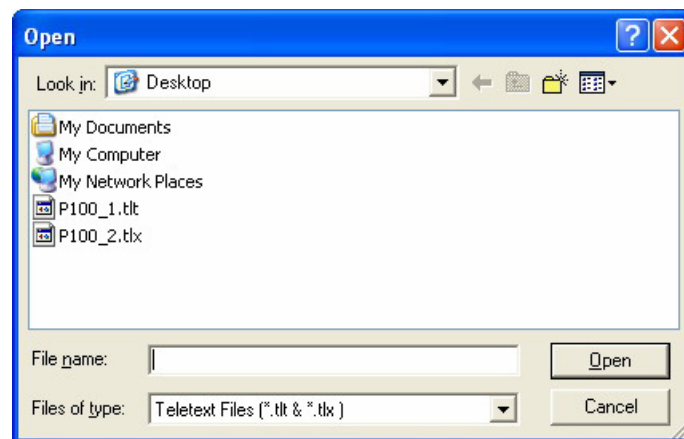 Open
Look in: Desktop
My Documents
My Computer
My Network Places
P100_1.tlt
P100_2.tlx
File name: Open
Files of type: Teletext Files (*.tlt & *.tlx ) Cancel